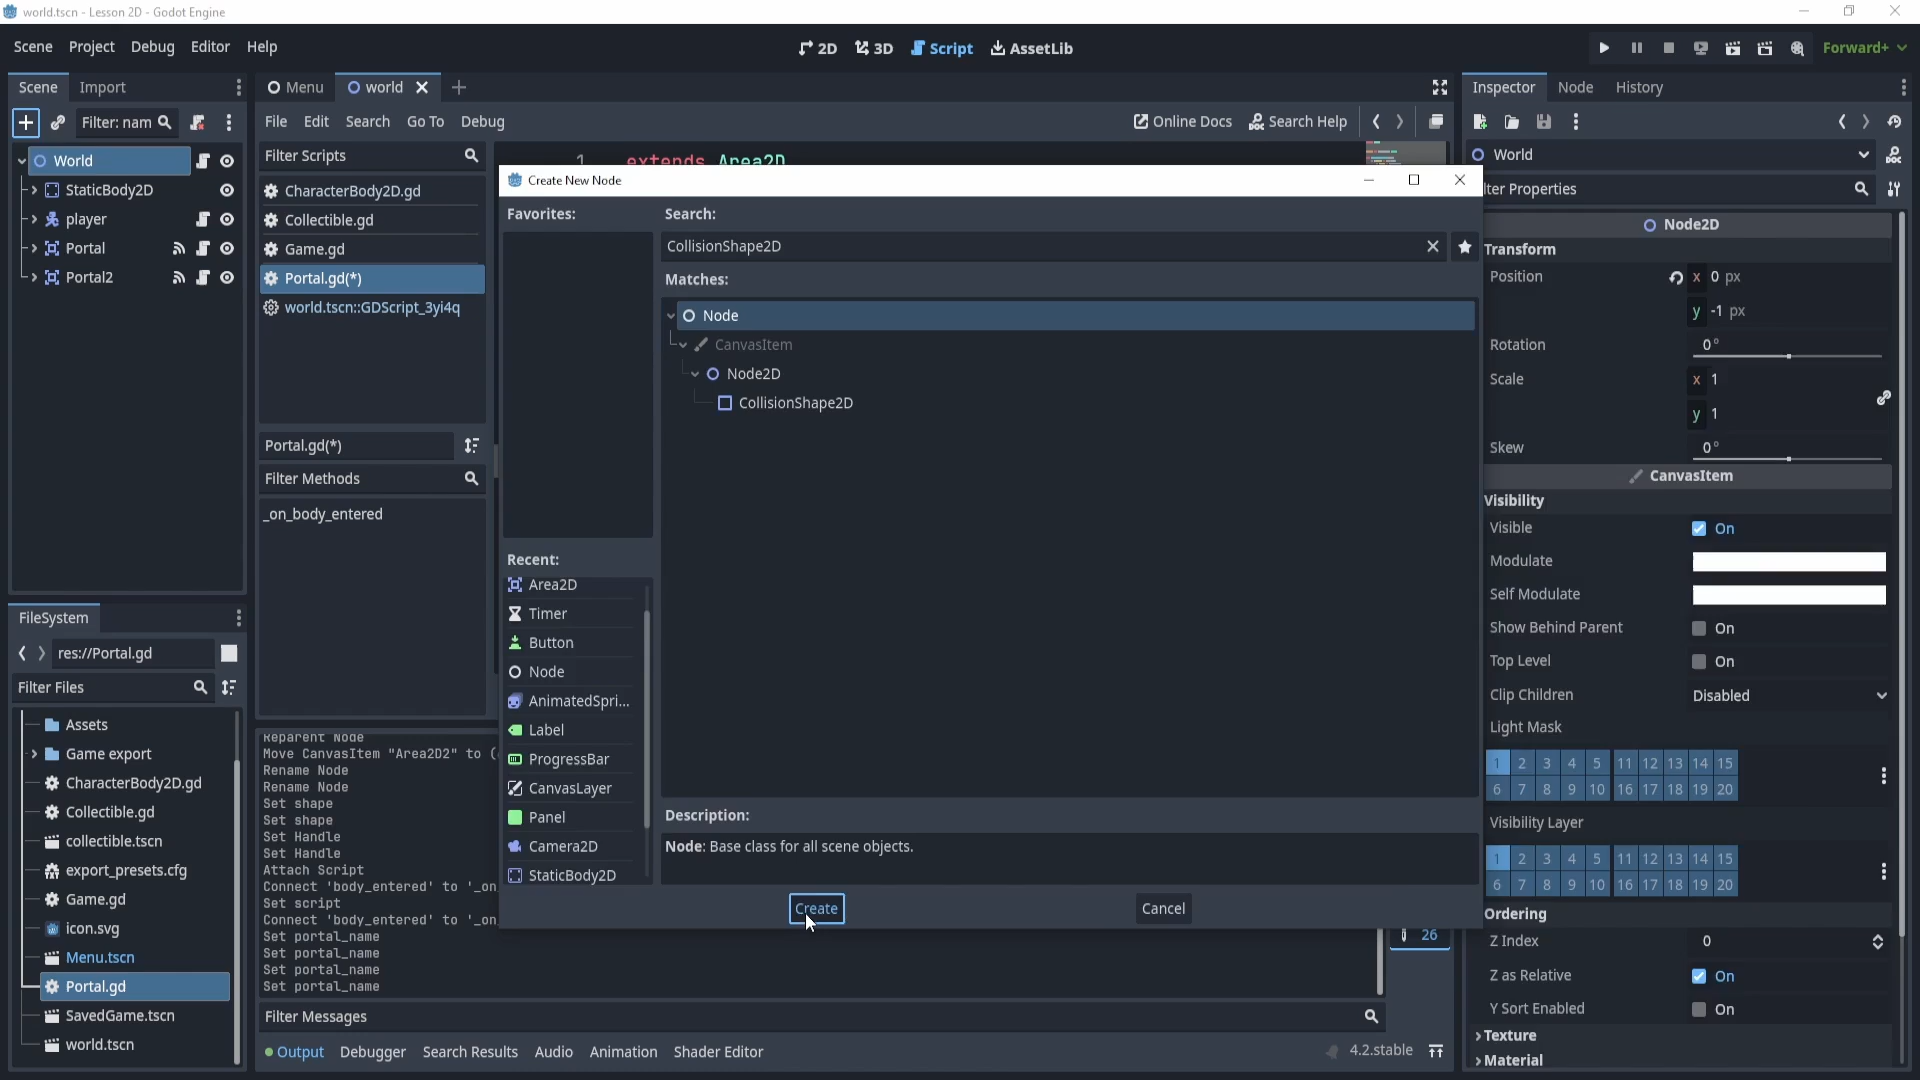 world.tscn - Lesson 2D - Godot Engine
Scene Project Debug Editor Help
2D 3D Script AssetLib
Forward+
Scene Import
Filter: nam
World
StaticBody2D
player
Portal
Portal2
FileSystem
res://Portal.gd
Filter Files
Assets
Game export
CharacterBody2D.gd
Collectible.gd
collectible.tscn
export_presets.cfg
Game.gd
icon.svg
Menu.tscn
Portal.gd
SavedGame.tscn
world.tscn
Menu world
File Edit Search Go To Debug
Online Docs Search Help
Filter Scripts
CharacterBody2D.gd
Collectible.gd
Game.gd
Portal.gd(*)
world.tscn::GDScript_3yi4q
Portal.gd(*)
Filter Methods
_on_body_entered
1 extends Area2D
Create New Node
Favorites:
Search:
CollisionShape2D
Matches:
Node
CanvasItem
Node2D
CollisionShape2D
Recent:
Area2D
Timer
Button
Node
AnimatedSpri...
Label
ProgressBar
CanvasLayer
Panel
Camera2D
StaticBody2D
Description:
Node: Base class for all scene objects.
Create
Cancel
26
Reparent Node
Move CanvasItem "Area2D2" to (
Rename Node
Rename Node
Set shape
Set shape
Set Handle
Set Handle
Attach Script
Connect 'body_entered' to '_on_
Set script
Connect 'body_entered' to '_on_
Set portal_name
Set portal_name
Set portal_name
Set portal_name
Filter Messages
Output Debugger Search Results Audio Animation Shader Editor
4.2.stable
Inspector Node History
World
ter Properties
Node2D
Transform
Position x 0 px
y -1 px
Rotation 0 °
Scale x 1
y 1
Skew 0 °
CanvasItem
Visibility
Visible On
Modulate
Self Modulate
Show Behind Parent On
Top Level On
Clip Children Disabled
Light Mask
1 2 3 4 5 11 12 13 14 15
6 7 8 9 10 16 17 18 19 20
Visibility Layer
1 2 3 4 5 11 12 13 14 15
6 7 8 9 10 16 17 18 19 20
Ordering
Z Index 0
Z as Relative On
Y Sort Enabled On
Texture
Material